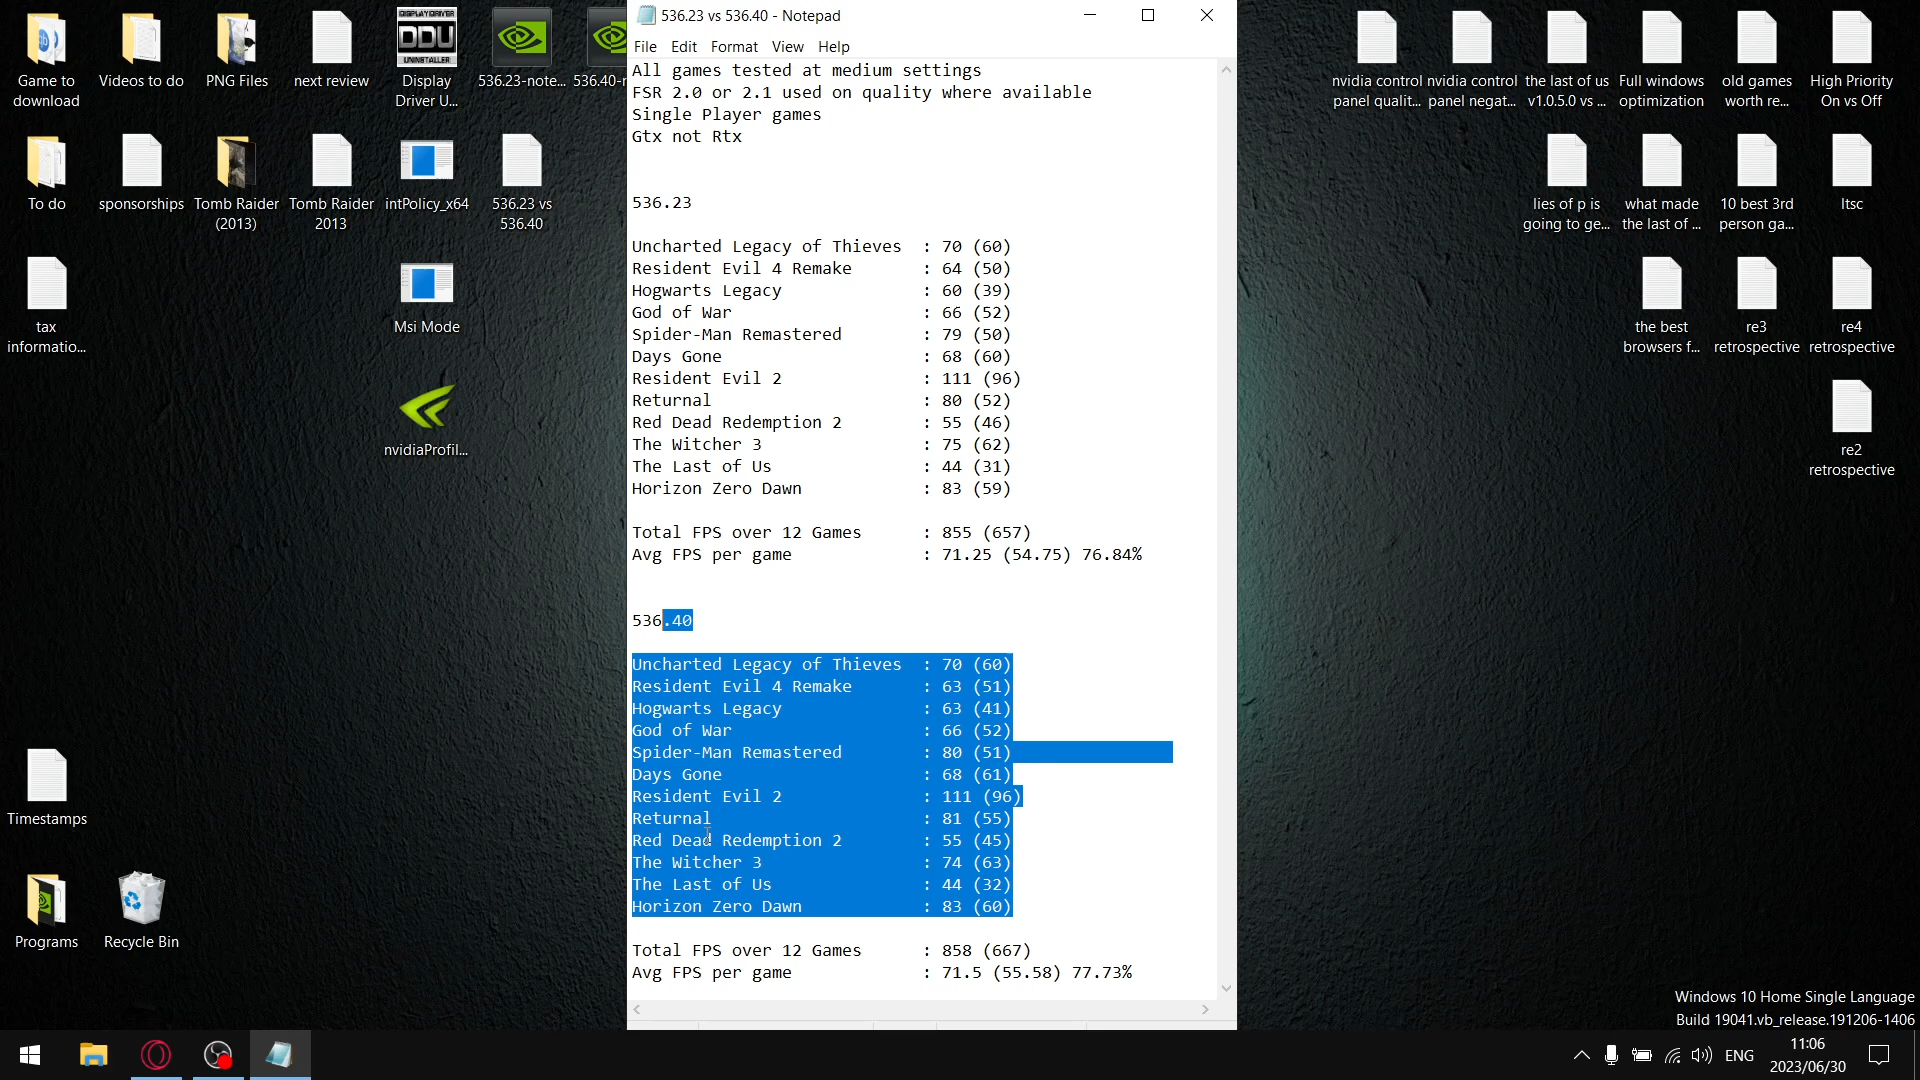 536.23 vs 536.40 - Notepad
File Edit Format View Help
All games tested at medium settings
FSR 2.0 or 2.1 used on quality where available
Single Player games
Gtx not Rtx
536.23
Uncharted Legacy of Thieves : 70 (60)
Resident Evil 4 Remake : 64 (50)
Hogwarts Legacy : 60 (39)
God of War : 66 (52)
Spider-Man Remastered : 79 (50)
Days Gone : 68 (60)
Resident Evil 2 : 111 (96)
Returnal : 80 (52)
Red Dead Redemption 2 : 55 (46)
The Witcher 3 : 75 (62)
The Last of Us : 44 (31)
Horizon Zero Dawn : 83 (59)
Total FPS over 12 Games : 855 (657)
Avg FPS per game : 71.25 (54.75) 76.84%
536.40
Uncharted Legacy of Thieves : 70 (60)
Resident Evil 4 Remake : 63 (51)
Hogwarts Legacy : 63 (41)
God of War : 66 (52)
Spider-Man Remastered : 80 (51)
Days Gone : 68 (61)
Resident Evil 2 : 111 (96)
Returnal : 81 (55)
Red Dead Redemption 2 : 55 (45)
The Witcher 3 : 74 (63)
The Last of Us : 44 (32)
Horizon Zero Dawn : 83 (60)
Total FPS over 12 Games : 858 (667)
Avg FPS per game : 71.5 (55.58) 77.73%
Game to
download
Videos to do
PNG Files
next review
DISPLAY DRIVER
DDU
UNINSTALLER
Display
Driver U...
536.23-note...
536.40-r
To do
sponsorships
Tomb Raider
(2013)
Tomb Raider
2013
intPolicy_x64
536.23 vs
536.40
tax
informatio...
Msi Mode
nvidiaProfil...
Timestamps
Programs
Recycle Bin
nvidia control
panel qualit...
nvidia control
panel negat...
the last of us
v1.0.5.0 vs ...
Full windows
optimization
old games
worth re...
High Priority
On vs Off
lies of p is
going to ge...
what made
the last of ...
10 best 3rd
person ga...
ltsc
the best
browsers f...
re3
retrospective
re4
retrospective
re2
retrospective
Windows 10 Home Single Language
Build 19041.vb_release.191206-1406
ENG
11:06
2023/06/30